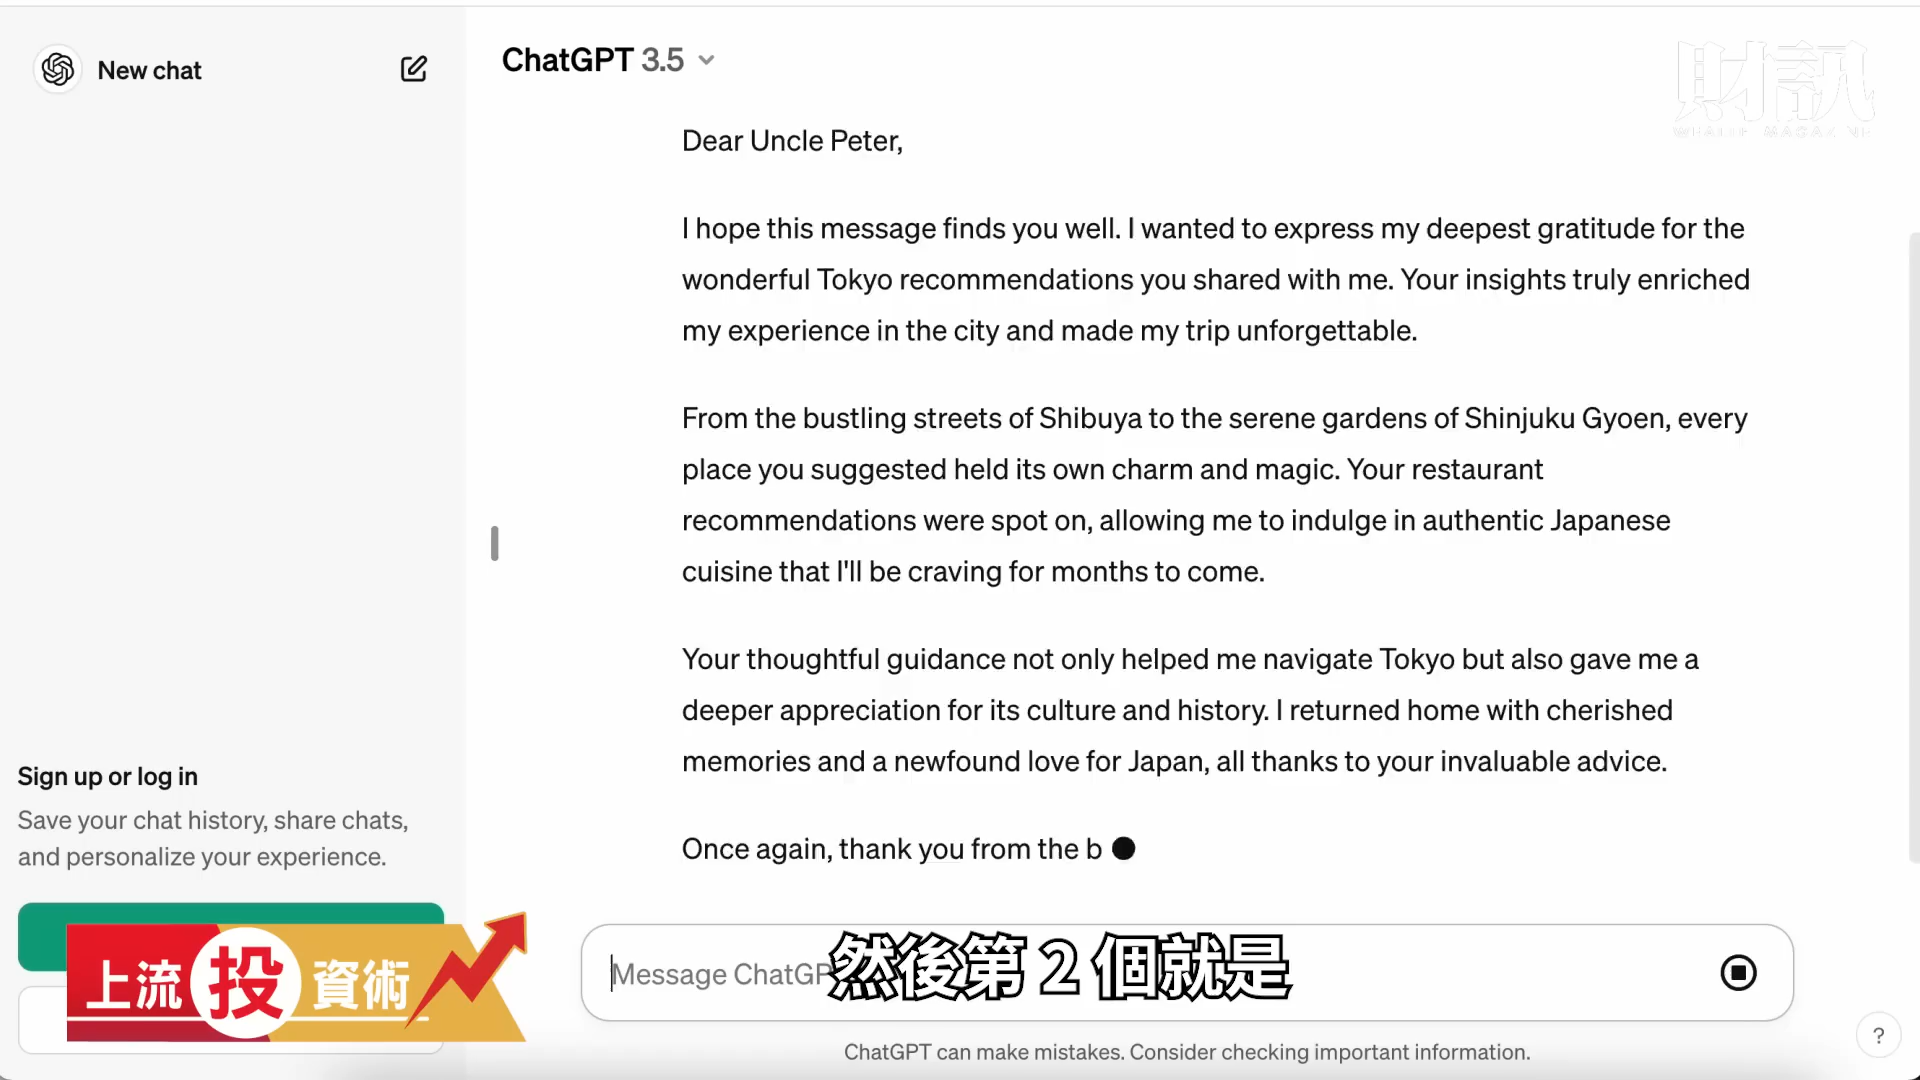 New chat
ChatGPT 3.5
財訊
WEALTH MAGAZINE
Dear Uncle Peter,
I hope this message finds you well. I wanted to express my deepest gratitude for the
wonderful Tokyo recommendations you shared with me. Your insights truly enriched
my experience in the city and made my trip unforgettable.
From the bustling streets of Shibuya to the serene gardens of Shinjuku Gyoen, every
place you suggested held its own charm and magic. Your restaurant
recommendations were spot on, allowing me to indulge in authentic Japanese
cuisine that I'll be craving for months to come.
Your thoughtful guidance not only helped me navigate Tokyo but also gave me a
deeper appreciation for its culture and history. I returned home with cherished
memories and a newfound love for Japan, all thanks to your invaluable advice.
Once again, thank you from the b
Sign up or log in
Save your chat history, share chats,
and personalize your experience.
上流投資術
Message ChatGP
然後第2個就是
ChatGPT can make mistakes. Consider checking important information.
?